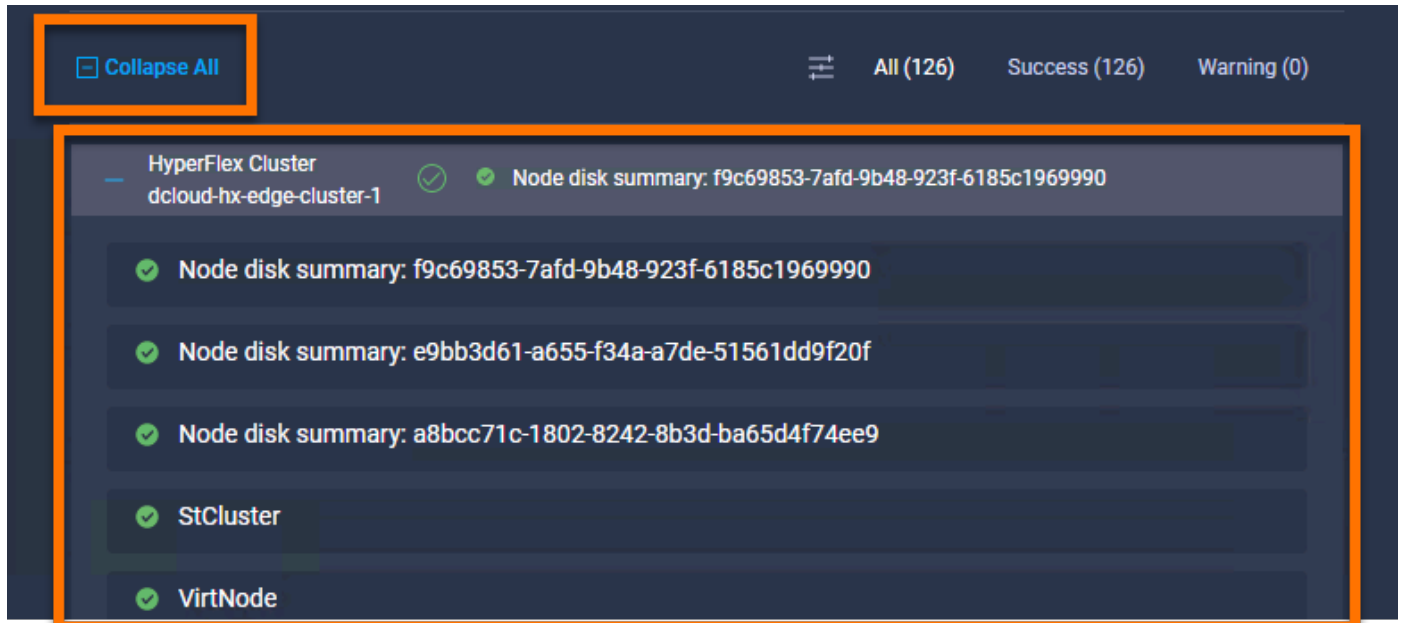 Collapse All
All (126) Success (126) Warning (0)
HyperFlex Cluster
dcloud-hx-edge-cluster-1
Node disk summary: f9c69853-7afd-9b48-923f-6185c1969990
Node disk summary: f9c69853-7afd-9b48-923f-6185c1969990
Node disk summary: e9bb3d61-a655-f34a-a7de-51561dd9f20f
Node disk summary: a8bcc71c-1802-8242-8b3d-ba65d4f74ee9
StCluster
VirtNode